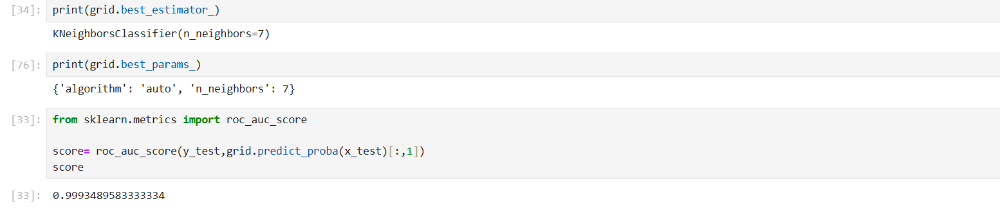 [34]: print(grid.best_estimator_)
KNeighborsClassifier(n_neighbors=7)
[76]: print(grid.best_params_)
{'algorithm': 'auto', 'n_neighbors': 7}
[33]: from sklearn.metrics import roc_auc_score
score= roc_auc_score(y_test,grid.predict_proba(x_test)[:,1])
score
[33]: 0.9993489583333334